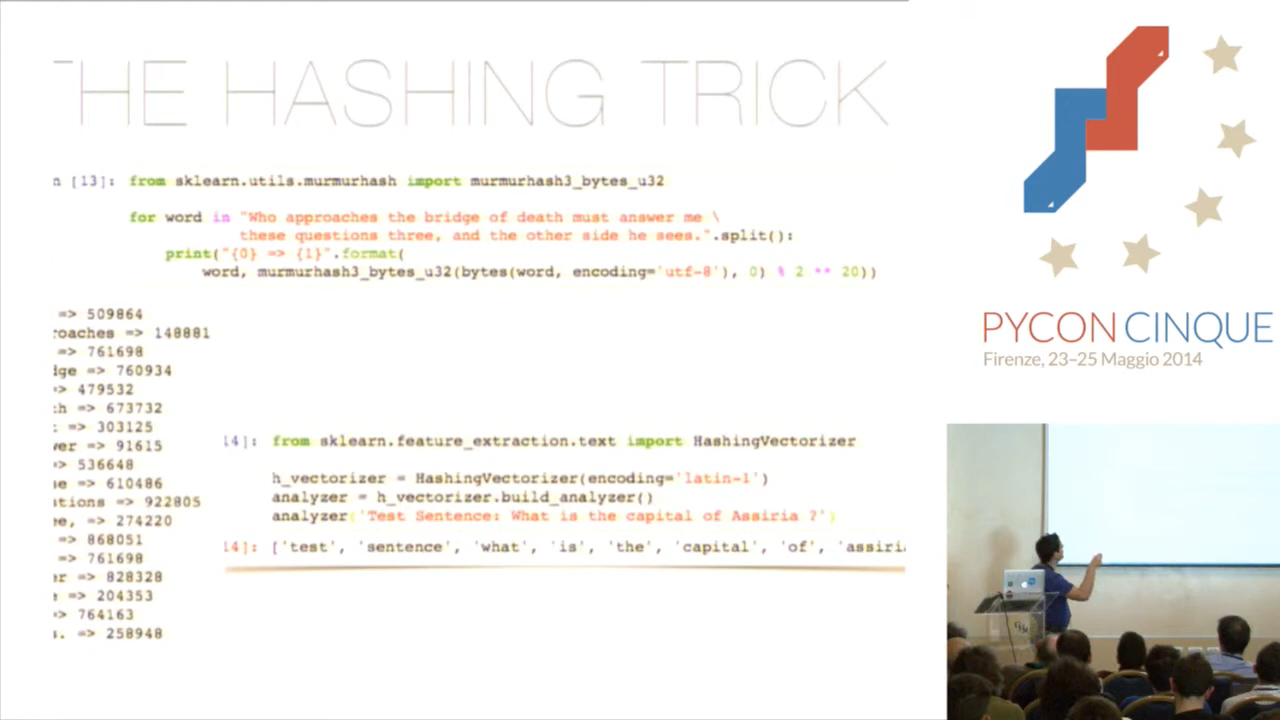 THE HASHING TRICK
n [13]: from sklearn.utils.murmurhash import murmurhash3_bytes_u32
for word in "Who approaches the bridge of death must answer me \
these questions three, and the other side he sees.".split():
print("{0} => {1}".format(
word, murmurhash3_bytes_u32(bytes(word, encoding='utf-8'), 0) % 2 ** 20))
=> 509864
roaches => 148881
=> 761698
dge => 760934
=> 479532
th => 673732
t => 303125
wer => 91615
=> 536648
se => 610486
stions => 922805
ee, => 274220
=> 868051
=> 761698
er => 828328
e => 204353
=> 764163
s. => 258948
14]: from sklearn.feature_extraction.text import HashingVectorizer
h_vectorizer = HashingVectorizer(encoding='latin-1')
analyzer = h_vectorizer.build_analyzer()
analyzer('Test Sentence: What is the capital of Assiria ?')
14]: ['test', 'sentence', 'what', 'is', 'the', 'capital', 'of', 'assiria
PYCON CINQUE
Firenze, 23–25 Maggio 2014